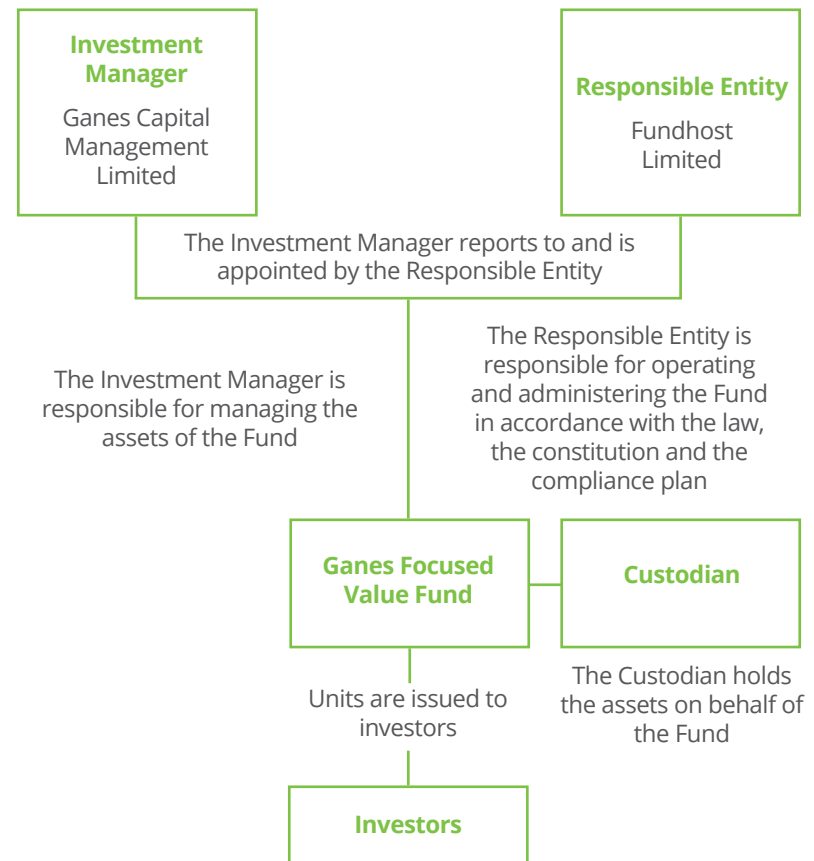 Investment
Manager
Ganes Capital
Management
Limited
Responsible Entity
Fundhost
Limited
The Investment Manager reports to and is
appointed by the Responsible Entity
The Investment Manager is
responsible for managing the
assets of the Fund
The Responsible Entity is
responsible for operating
and administering the Fund
in accordance with the law,
the constitution and the
compliance plan
Ganes Focused
Value Fund
Custodian
Units are issued to
investors
The Custodian holds
the assets on behalf of
the Fund
Investors